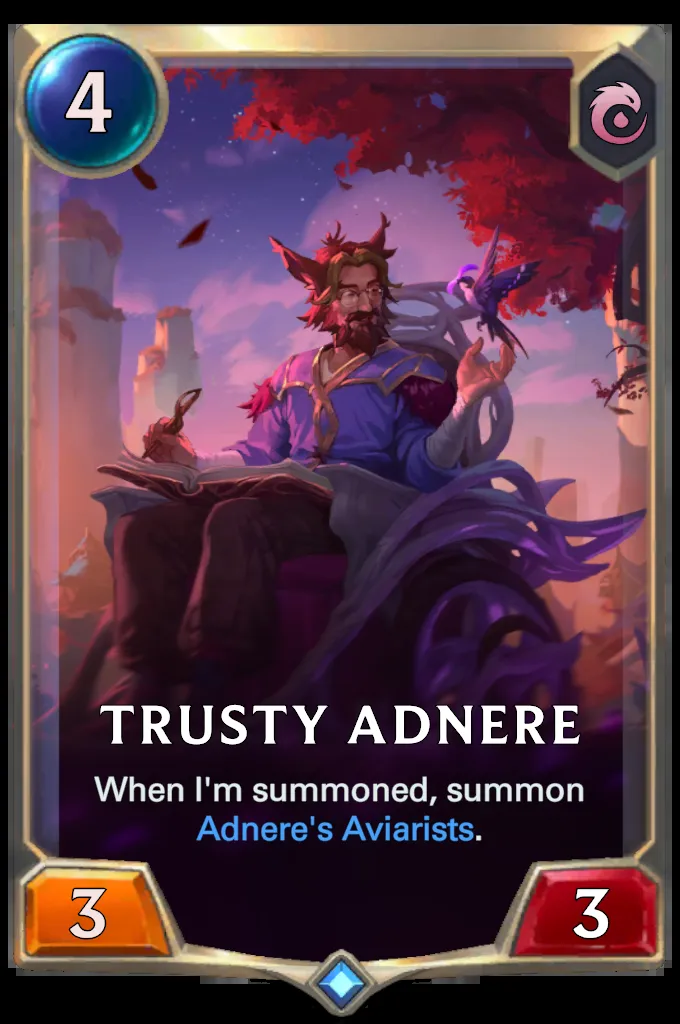 4
TRUSTY ADNERE
When I'm summoned, summon
Adnere's Aviarists.
3
3